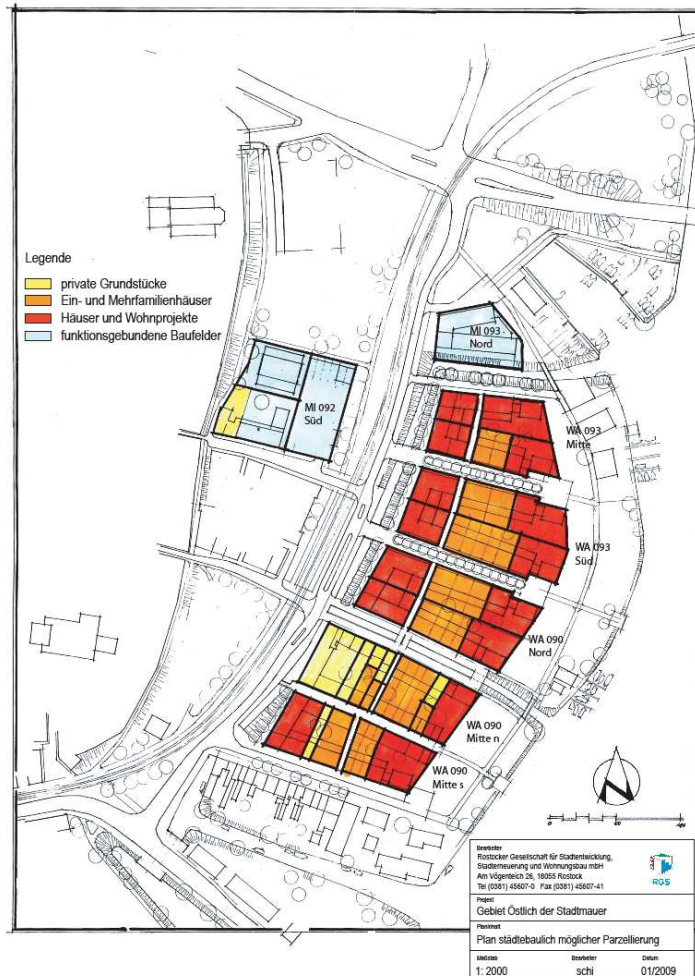 Legende
private Grundstücke
Ein- und Mehrfamilienhäuser
Häuser und Wohnprojekte
funktionsgebundene Baufelder
MI 093
Nord
MI 092
Süd
WA 093
Mitte
WA 093
Süd
WA 090
Nord
WA 090
Mitte n
WA 090
Mitte s
Bearbeiter
Rostocker Gesellschaft für Stadtentwicklung,
Stadterneuerung und Wohnungsbau mbH
Am Vögenteich 26, 18055 Rostock
Tel (0381) 45607-0 Fax (0381) 45607-41
RGS
Projekt
Gebiet Östlich der Stadtmauer
Planinhalt
Plan städtebaulich möglicher Parzellierung
Maßstab Bearbeiter Datum
1: 2000 schi 01/2009